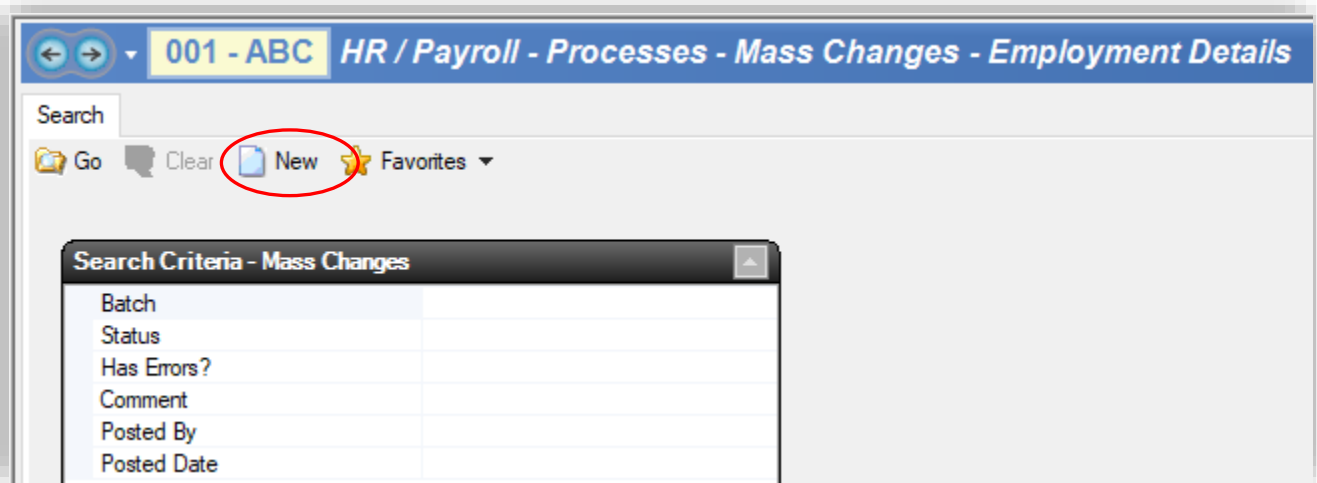 001 - ABC HR / Payroll - Processes - Mass Changes - Employment Details
Search
Go Clear New Favorites
Search Criteria - Mass Changes
Batch
Status
Has Errors?
Comment
Posted By
Posted Date